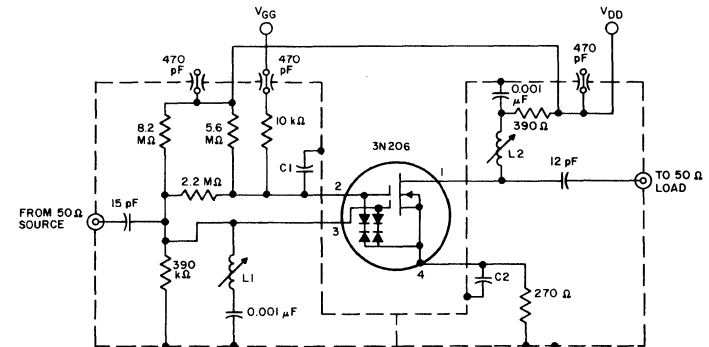 VGG
VDD
470
pF
470
pF
470
pF
0.001
μF
8.2
MΩ
5.6
MΩ
10 kΩ
390 Ω
3N206
C1
L2
1
12 pF
2.2 MΩ
2
TO 50 Ω
LOAD
15 pF
FROM 50 Ω
SOURCE
3
390
kΩ
L1
4
C2
270 Ω
0.001 μF